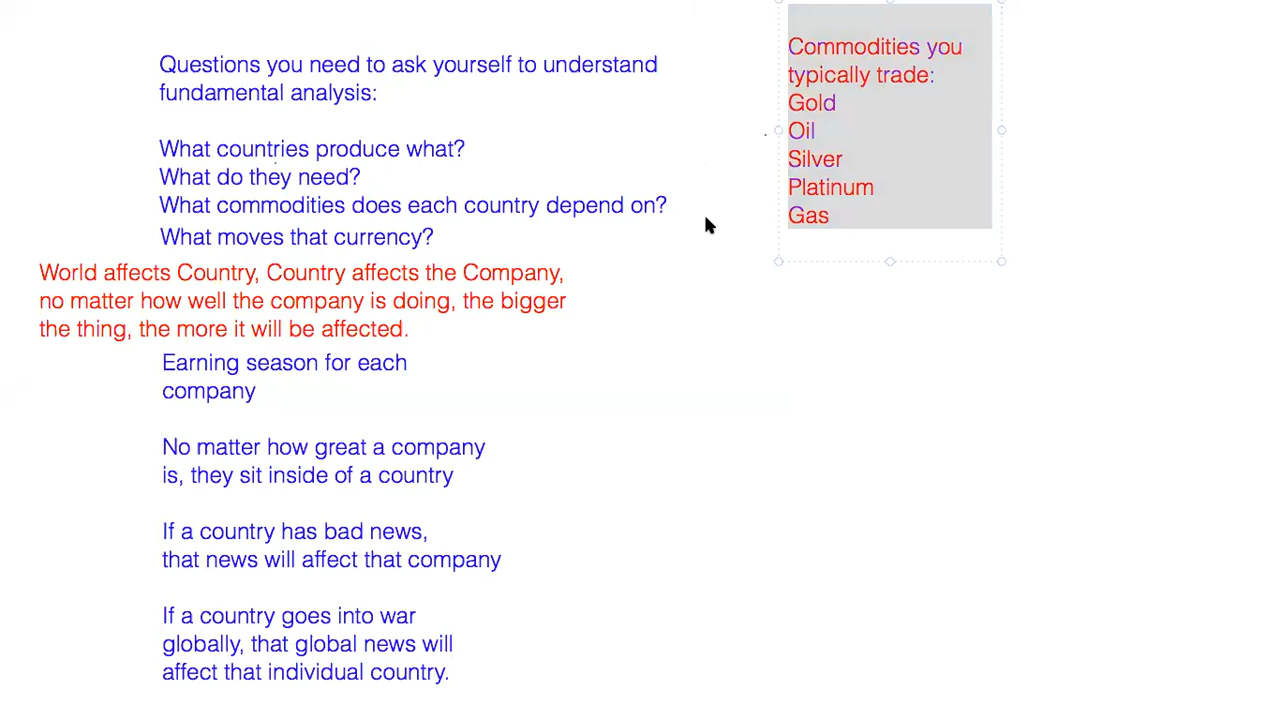 Questions you need to ask yourself to understand
fundamental analysis:
What countries produce what?
What do they need?
What commodities does each country depend on?
What moves that currency?
World affects Country, Country affects the Company,
no matter how well the company is doing, the bigger
the thing, the more it will be affected.
Earning season for each
company
No matter how great a company
is, they sit inside of a country
If a country has bad news,
that news will affect that company
If a country goes into war
globally, that global news will
affect that individual country.
Commodities you
typically trade:
Gold
Oil
Silver
Platinum
Gas